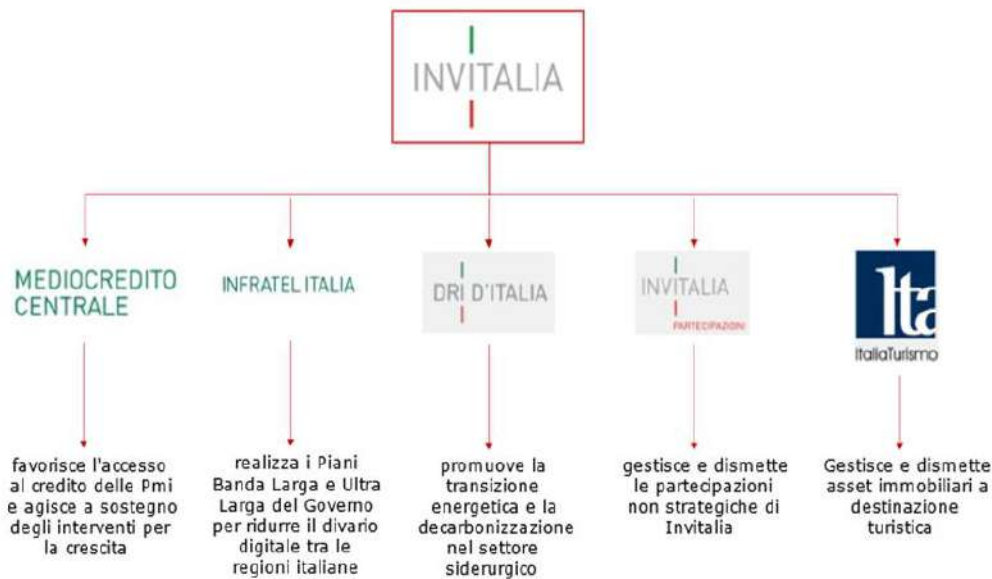 INVITALIA
MEDIOCREDITO
CENTRALE
INFRATEL ITALIA
DRI D'ITALIA
INVITALIA
PARTECIPAZIONI
Ita
ItaliaTurismo
favorisce l'accesso
al credito delle Pmi
e agisce a sostegno
degli interventi per
la crescita
realizza i Piani
Banda Larga e Ultra
Larga del Governo
per ridurre il divario
digitale tra le
regioni italiane
promuove la
transizione
energetica e la
decarbonizzazione
nel settore
siderurgico
gestisce e dismette
le partecipazioni
non strategiche di
Invitalia
Gestisce e dismette
asset immobiliari a
destinazione
turistica